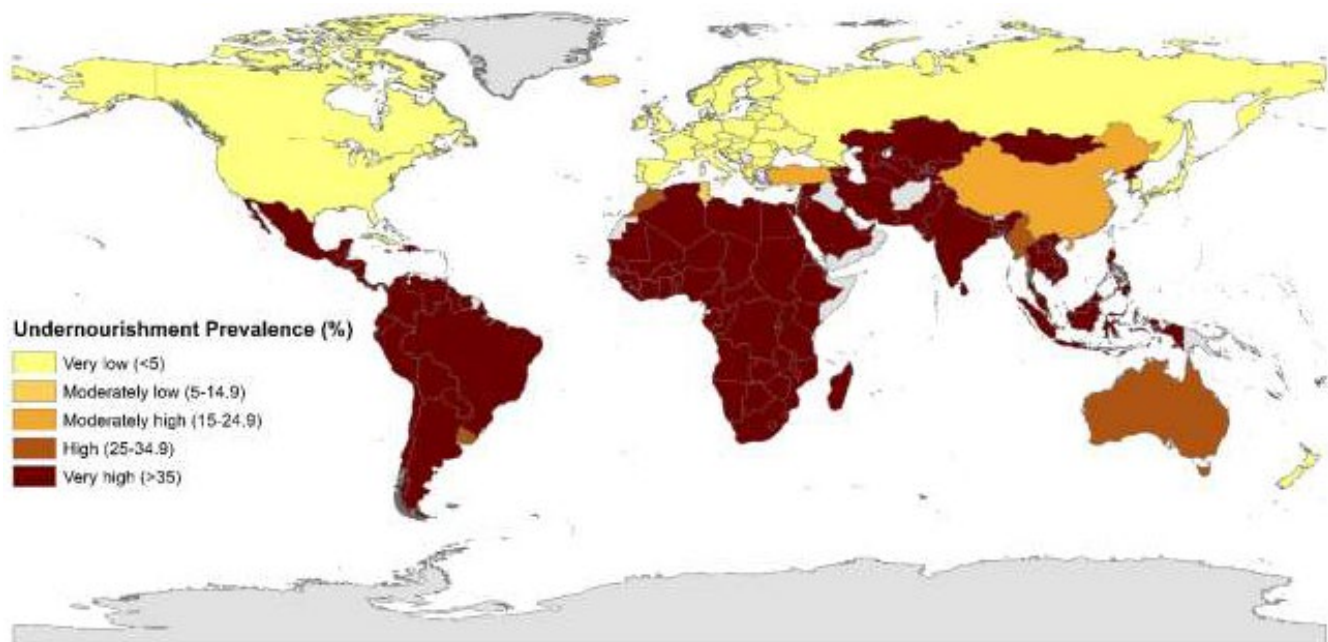 Undernourishment Prevalence (%)
Very low (<5)
Moderately low (5-14.9)
Moderately high (15-24.9)
High (25-34.9)
Very high (>35)